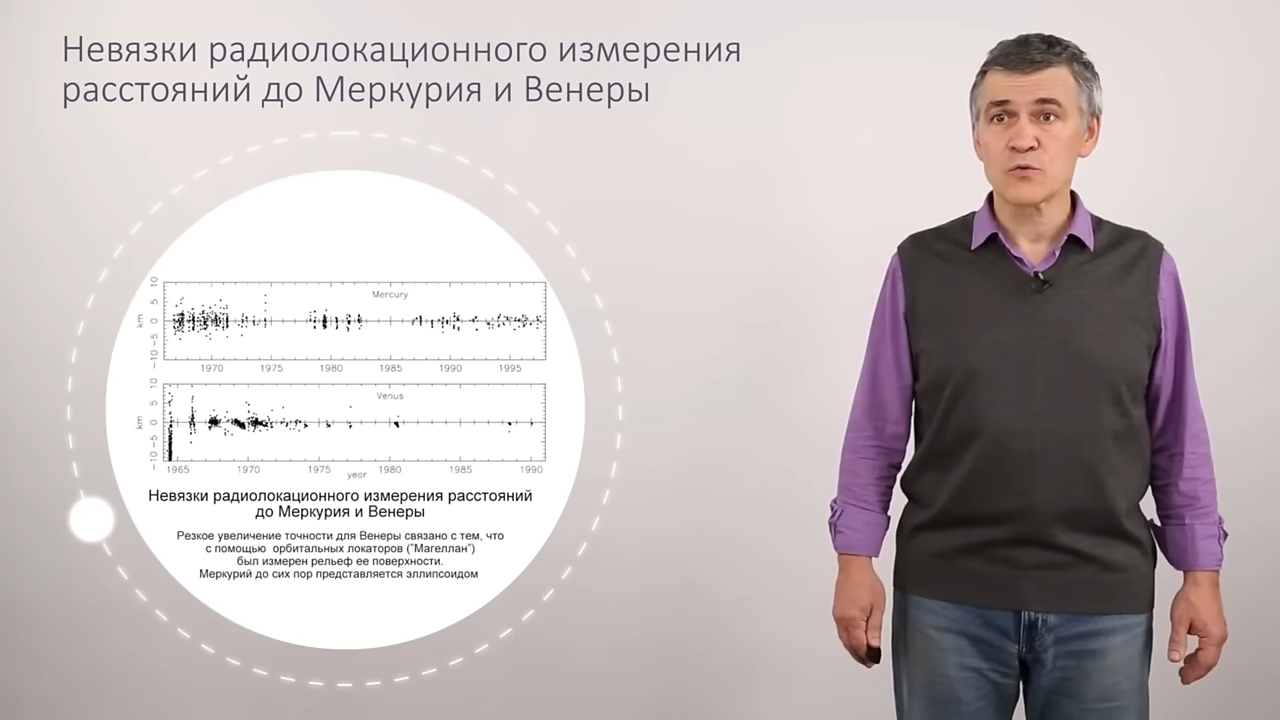 Невязки радиолокационного измерения
расстояний до Меркурия и Венеры
10
5
0
-5
-10
km
Mercury
1970 1975 1980 1985 1990 1995
10
5
0
-5
-10
km
Venus
1965 1970 1975 1980 1985 1990
year
Невязки радиолокационного измерения расстояний
до Меркурия и Венеры
Резкое увеличение точности для Венеры связано с тем, что
с помощью орбитальных локаторов ("Магеллан")
был измерен рельеф ее поверхности.
Меркурий до сих пор представляется эллипсоидом